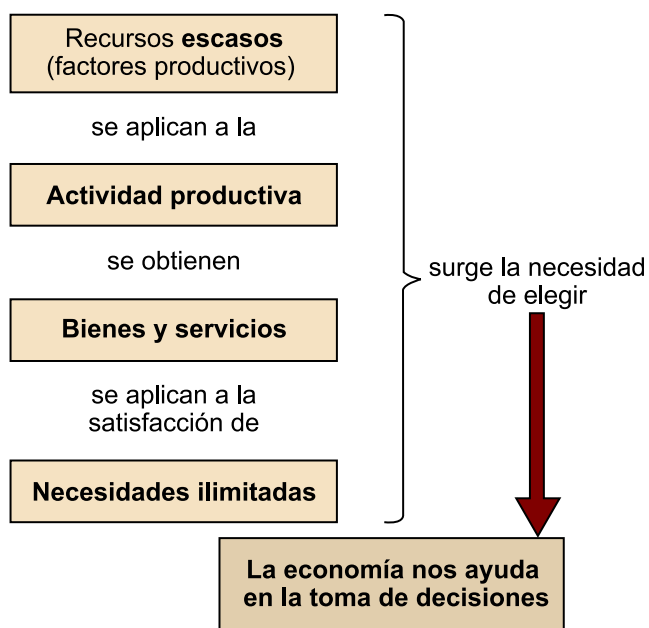 Recursos escasos
(factores productivos)
se aplican a la
Actividad productiva
se obtienen
Bienes y servicios
se aplican a la
satisfacción de
Necesidades ilimitadas
surge la necesidad
de elegir
La economía nos ayuda
en la toma de decisiones